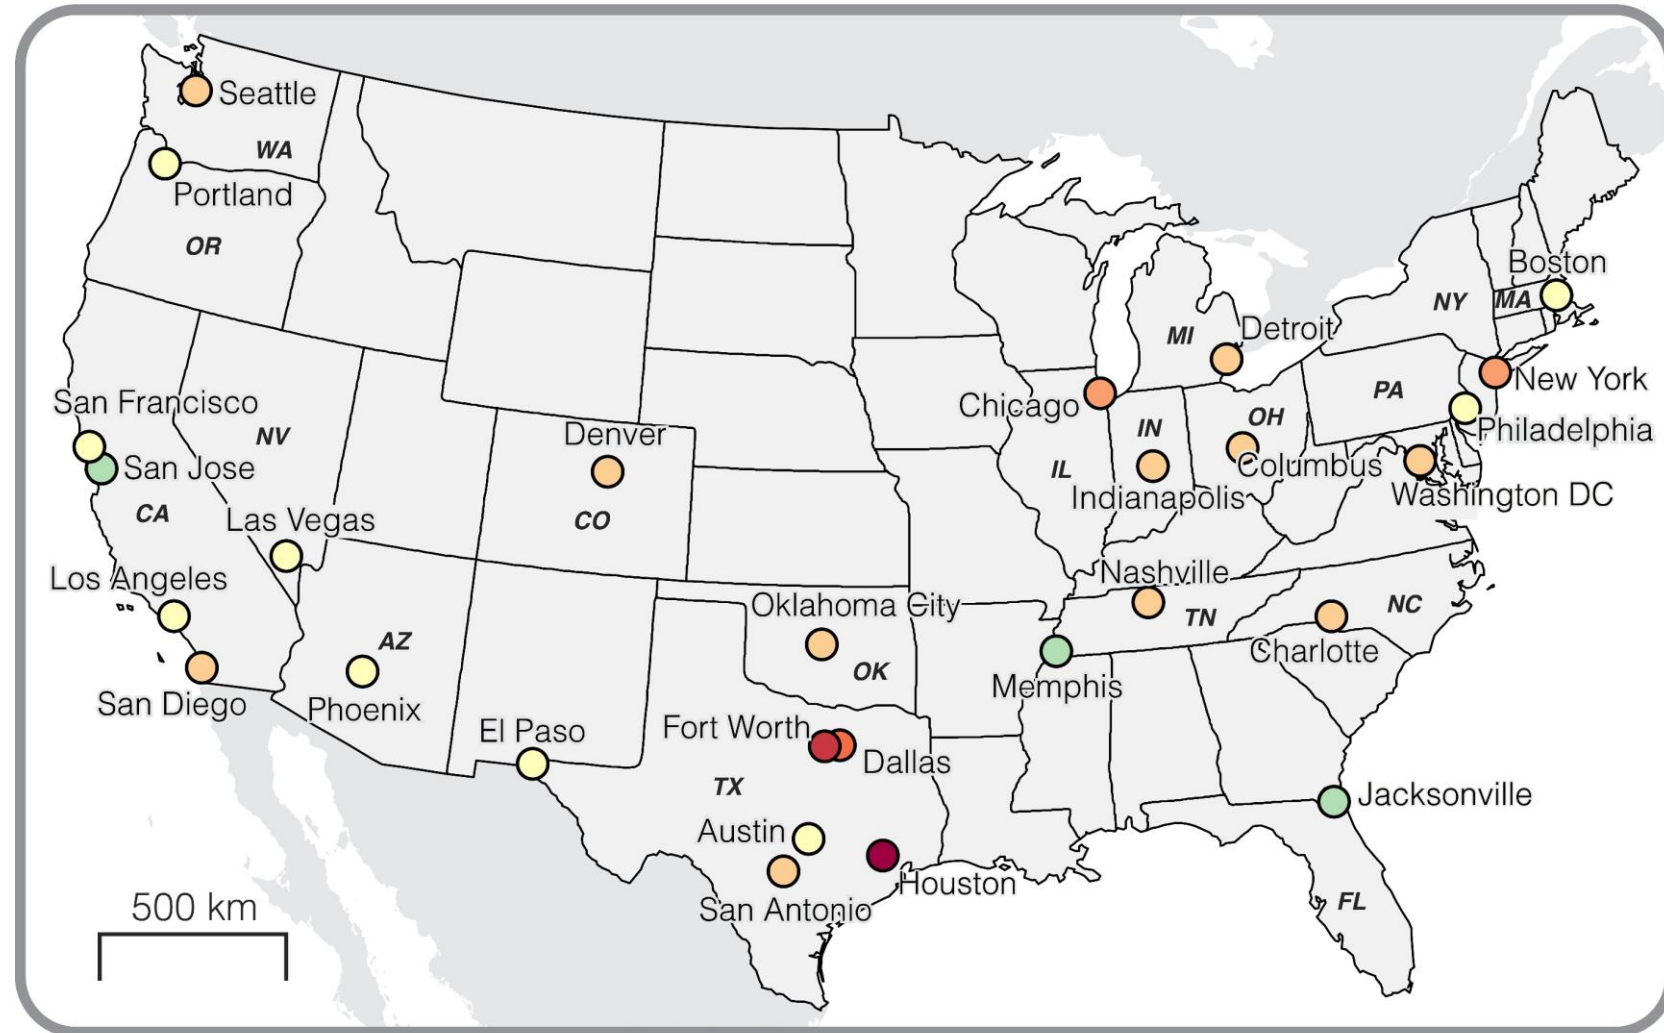 Seattle
WA
Portland
OR
Boston
NY
MA
MI
Detroit
New York
PA
Chicago
San Francisco
IN
OH
Philadelphia
NV
Denver
San Jose
IL
Columbus
Indianapolis
Washington DC
CA
Las Vegas
CO
Los Angeles
Nashville
Oklahoma City
TN
NC
AZ
Charlotte
OK
Memphis
San Diego
Phoenix
El Paso
Fort Worth
Dallas
TX
Jacksonville
Austin
Houston
FL
San Antonio
500 km